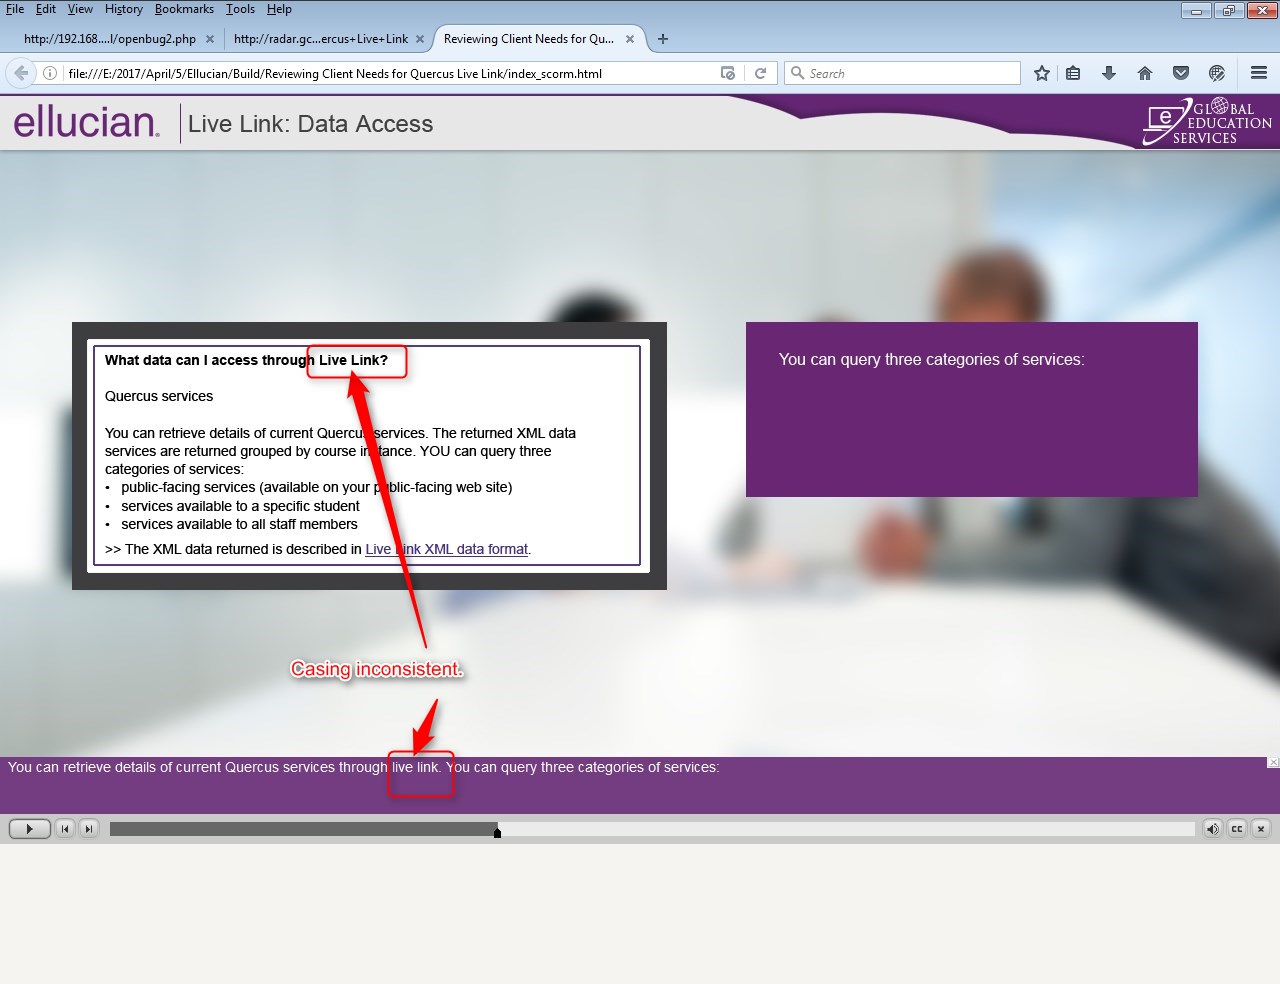 File Edit View History Bookmarks Tools Help
http://192.168....l/openbug2.php
http://radar.gc...ercus+Live+Link
Reviewing Client Needs for Qu...
file:///E:/2017/April/5/Ellucian/Build/Reviewing Client Needs for Quercus Live Link/index_scorm.html
Search
ellucian.
Live Link: Data Access
e
GLOBAL
EDUCATION
SERVICES
What data can I access through Live Link?
Quercus services
You can retrieve details of current Quercus services. The returned XML data
services are returned grouped by course instance. YOU can query three
categories of services:
• public-facing services (available on your public-facing web site)
• services available to a specific student
• services available to all staff members
>> The XML data returned is described in Live Link XML data format.
You can query three categories of services:
Casing inconsistent.
You can retrieve details of current Quercus services through live link. You can query three categories of services:
CC